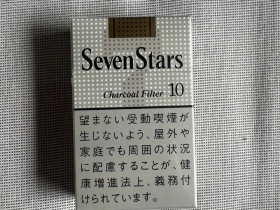 SevenStars
Charcoal Filter 10
望まない受動喫煙が
生じないよう、屋外や
家庭でも周囲の状況
に配慮することが、健
康増進法上、義務付
けられています。